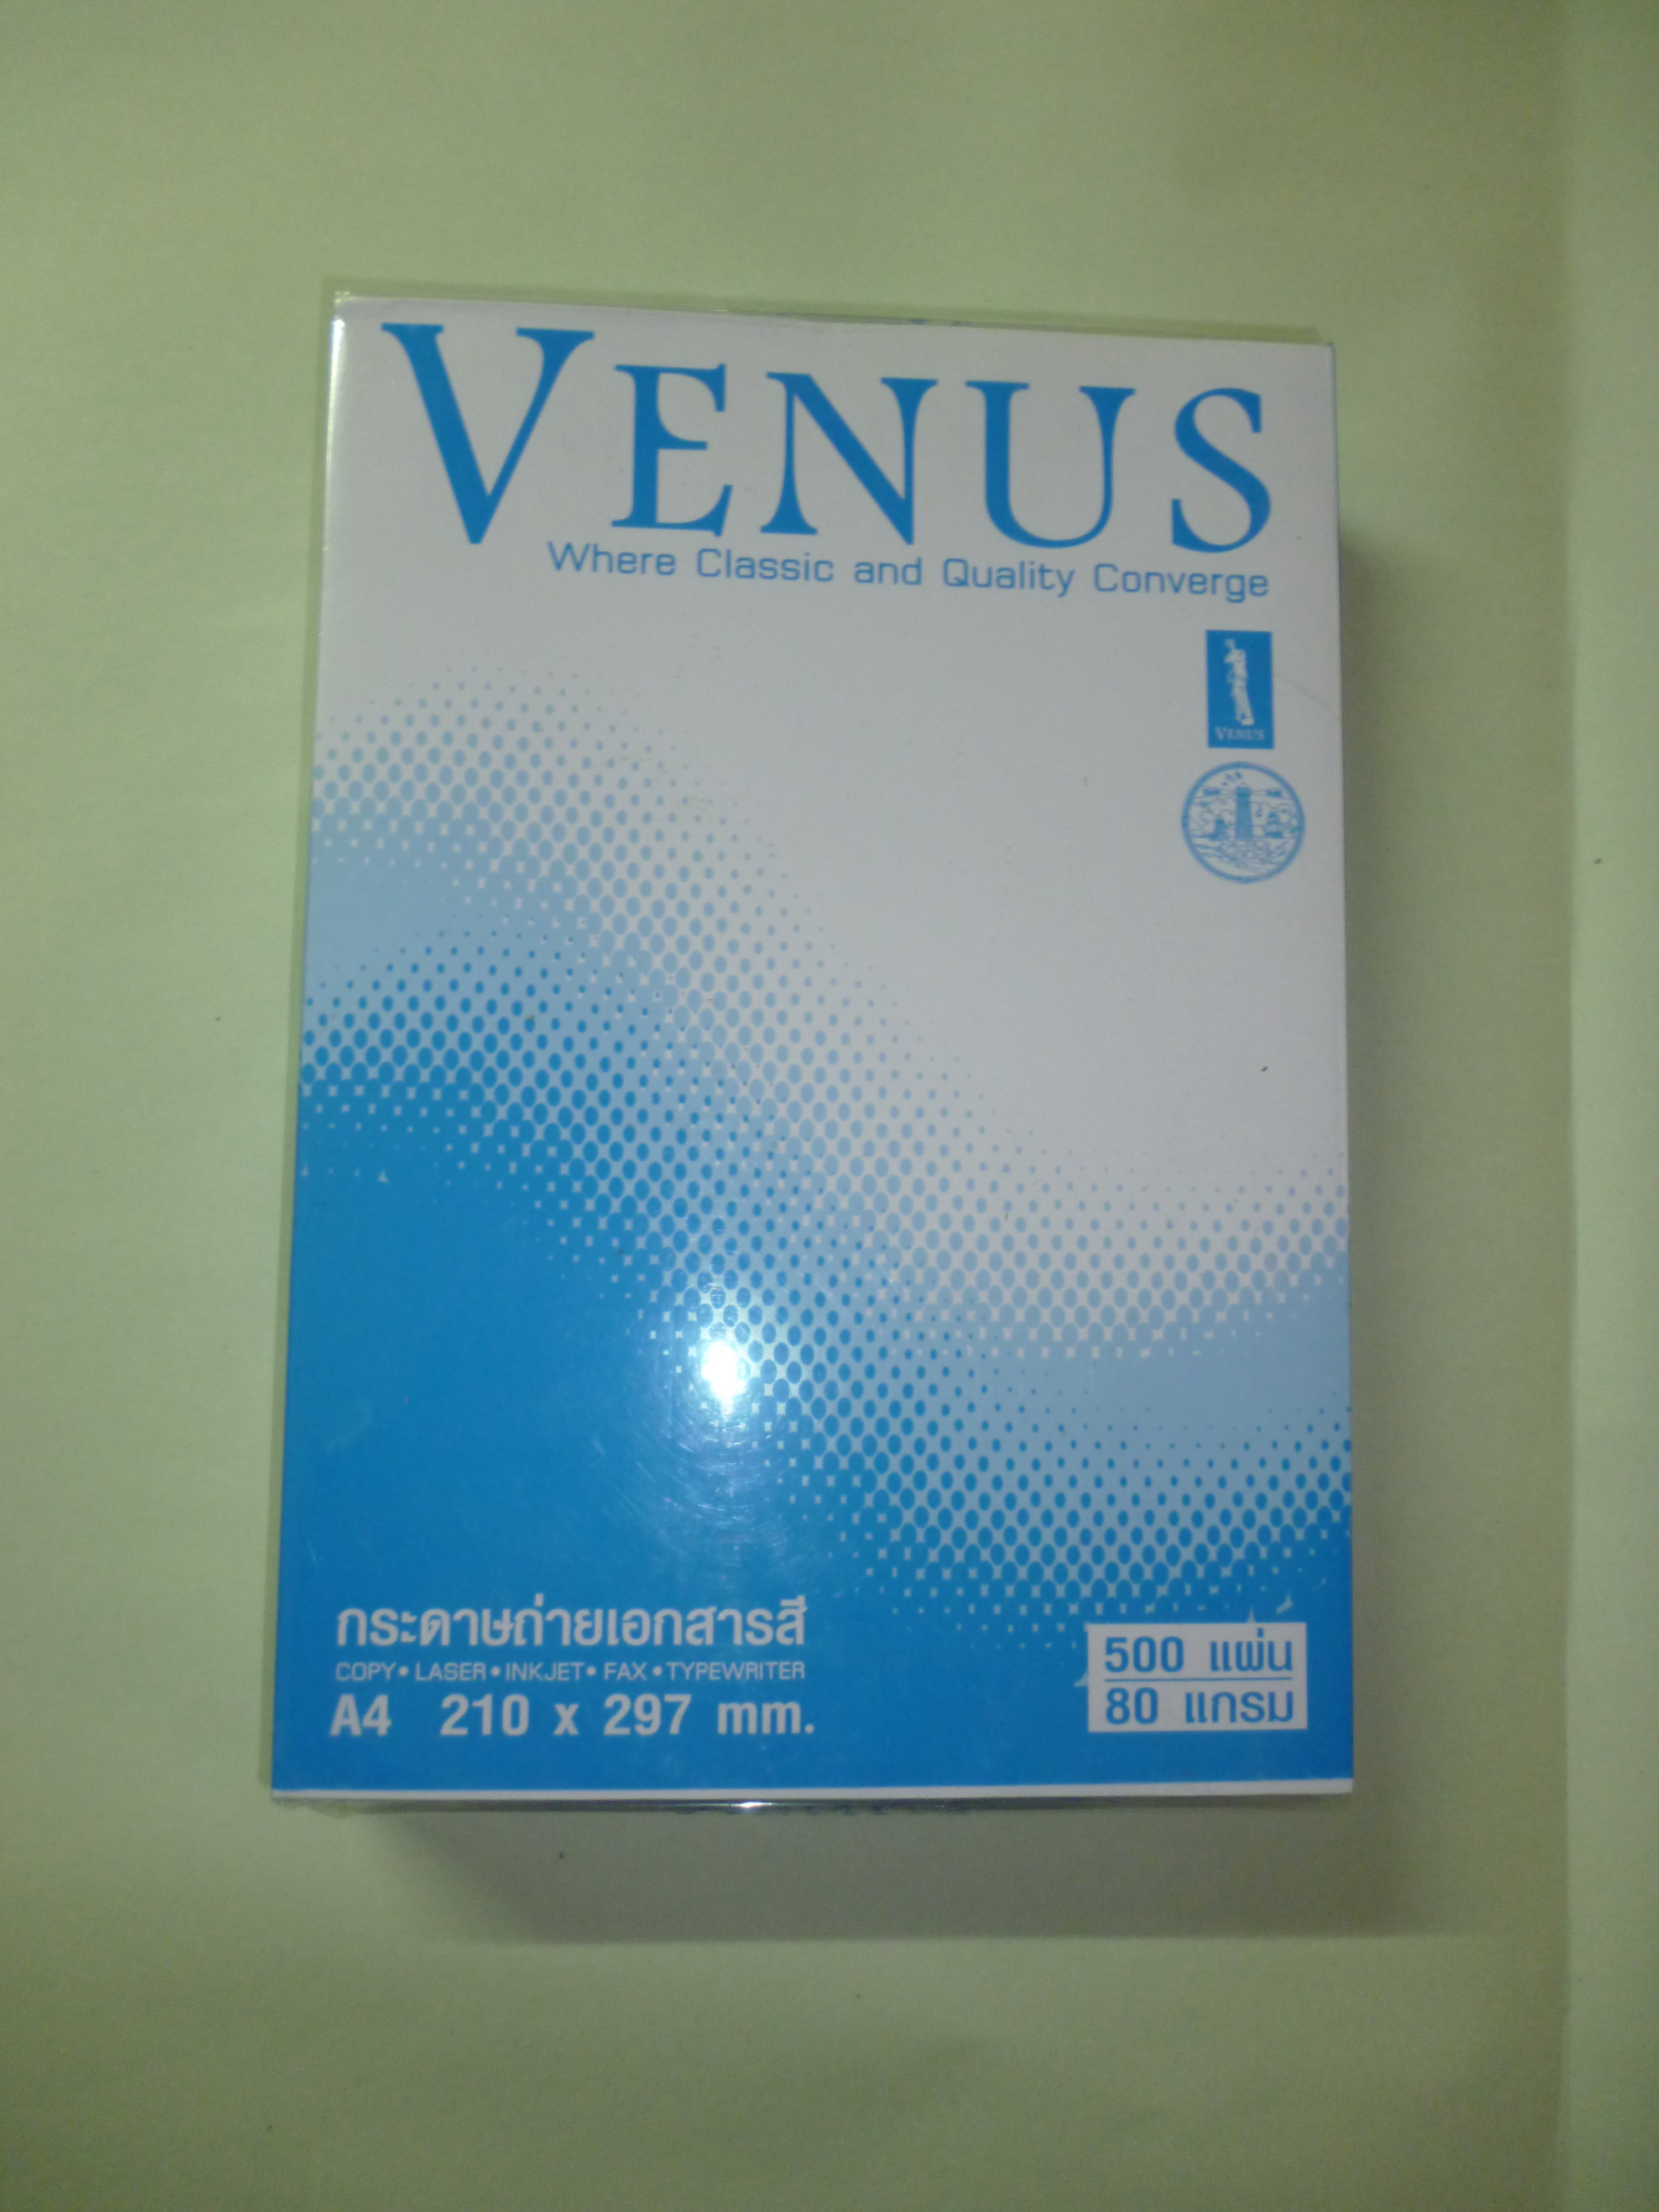 VENUS
Where Classic and Quality Converge
VENUS
กระดาษถ่ายเอกสารสี
COPY • LASER • INKJET • FAX • TYPEWRITER
A4 210 x 297 mm.
500 แผ่น
80 แกรม